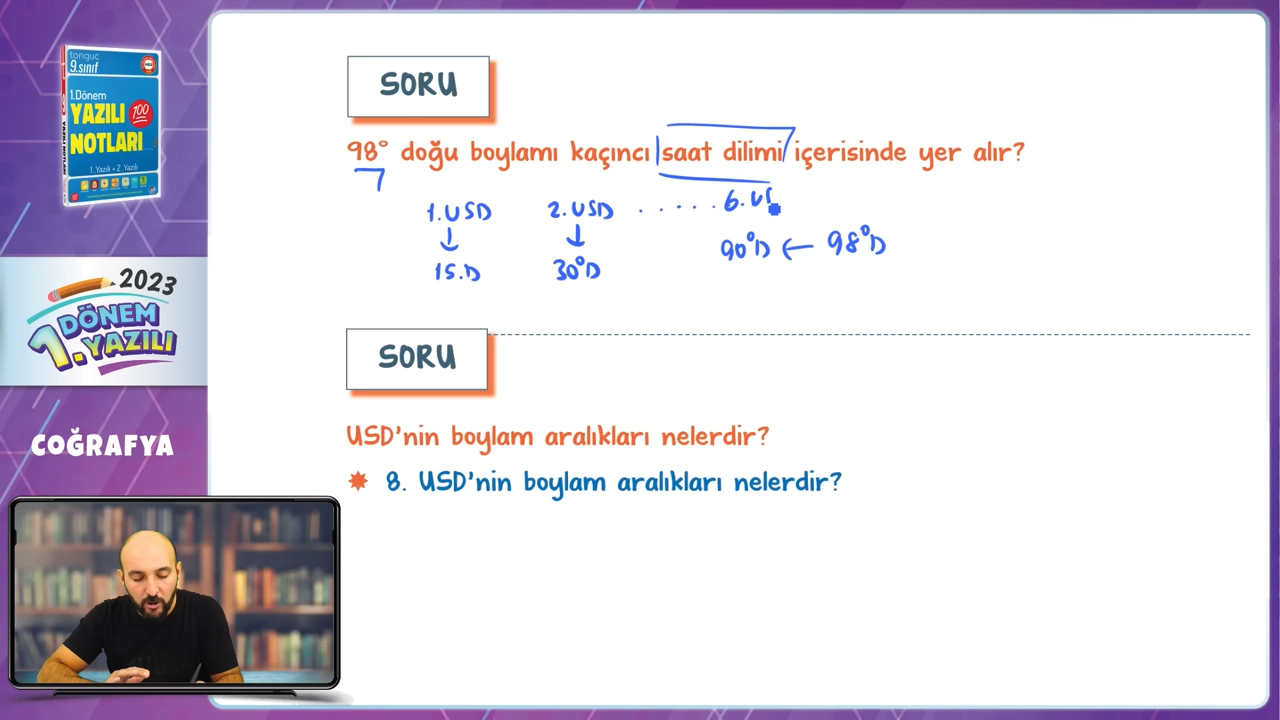 tonguç
9.sınıf
1.Dönem
YAZILI
100
NOTLARI
1.Yazılı + 2.Yazılı
YAZILI NOTLARI
2023
1.DÖNEM
YAZILI
COĞRAFYA
SORU
98° doğu boylamı kaçıncı saat dilimi içerisinde yer alır?
1.USD 2.USD ..... 6.US
15.D 30°D 90°D ← 98°D
SORU
USD'nin boylam aralıkları nelerdir?
8. USD'nin boylam aralıkları nelerdir?